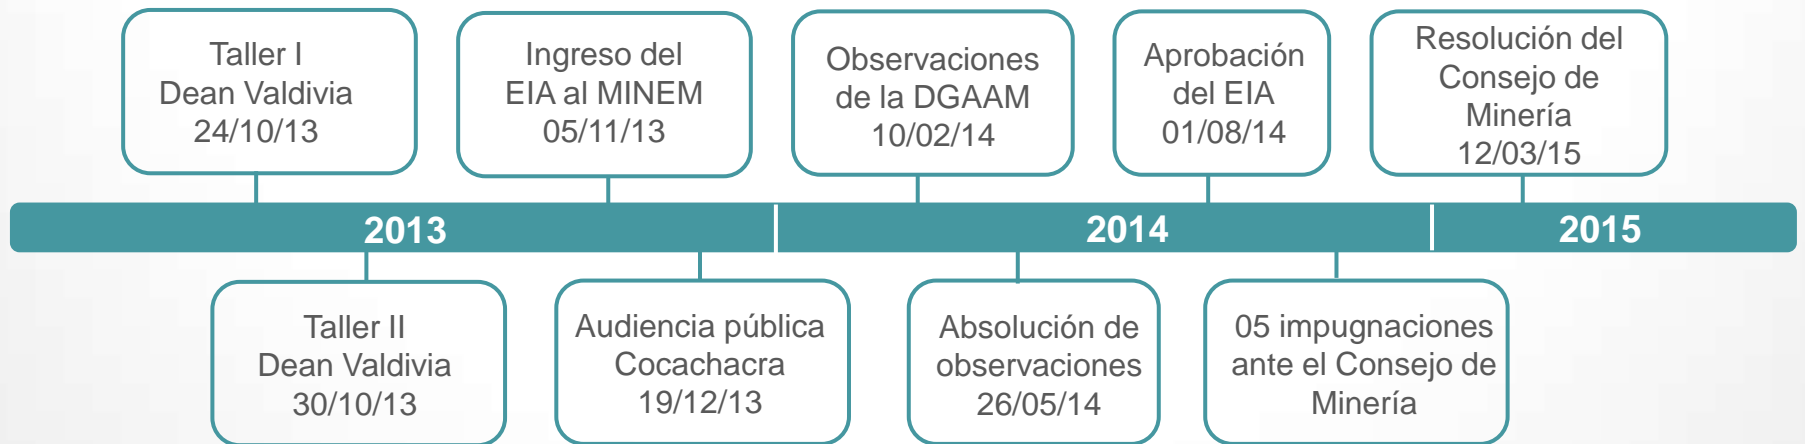 Taller I
Dean Valdivia
24/10/13
Ingreso del
EIA al MINEM
05/11/13
Observaciones
de la DGAAM
10/02/14
Aprobación
del EIA
01/08/14
Resolución del
Consejo de
Minería
12/03/15
2013
2014
2015
Taller II
Dean Valdivia
30/10/13
Audiencia pública
Cocachacra
19/12/13
Absolución de
observaciones
26/05/14
05 impugnaciones
ante el Consejo de
Minería